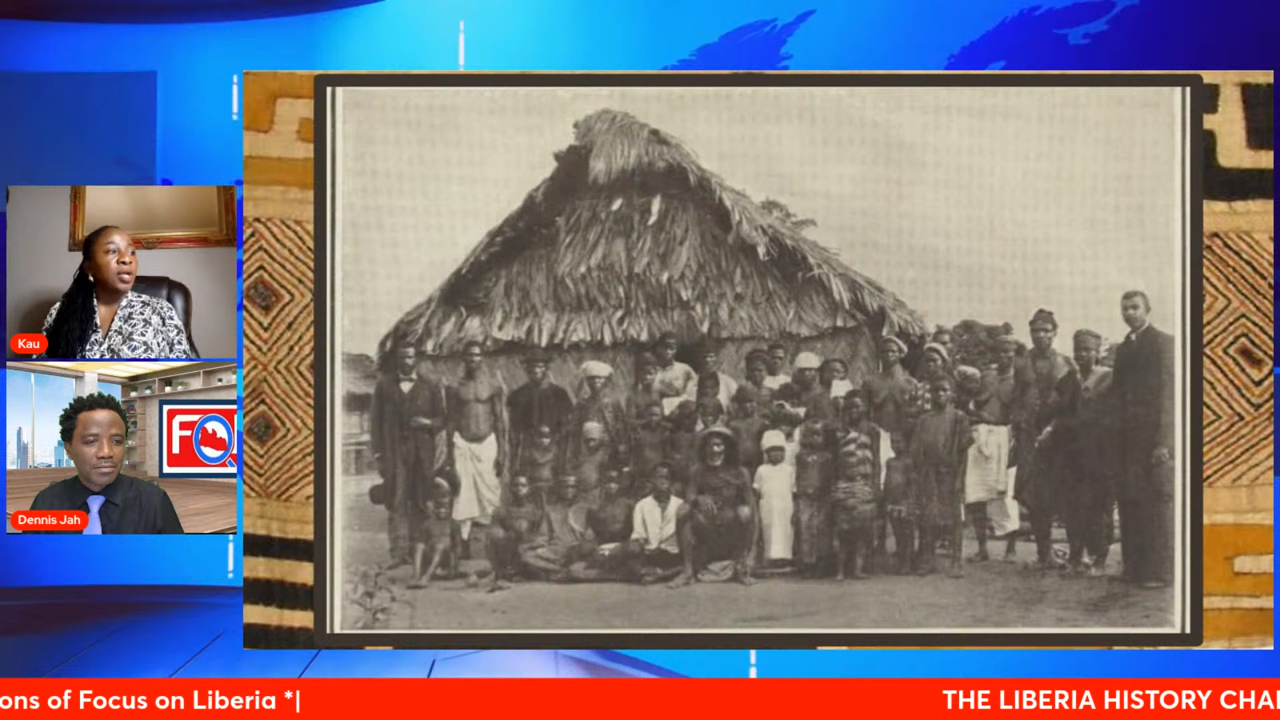 Kau
Dennis Jah
ons of Focus on Liberia *|
THE LIBERIA HISTORY CHA